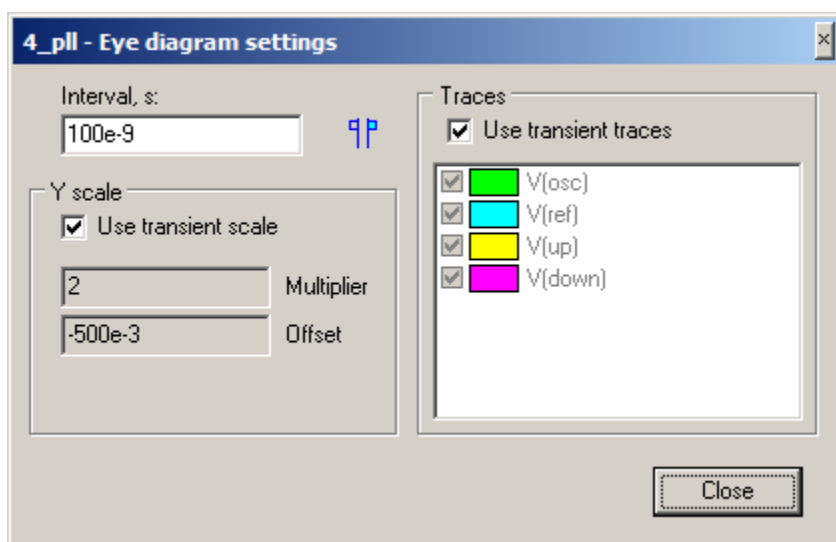 4_pll - Eye diagram settings
Interval, s:
100e-9
Y scale
Use transient scale
2
Multiplier
-500e-3
Offset
Traces
Use transient traces
V(osc)
V(ref)
V(up)
V(down)
Close